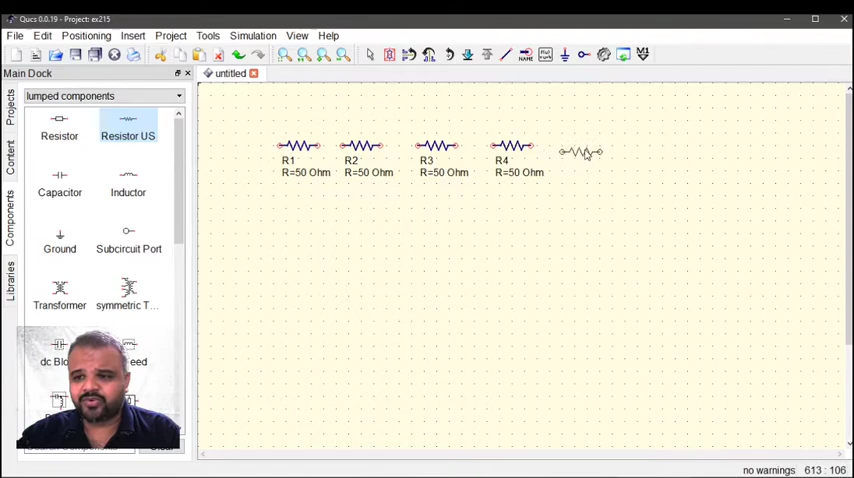 Qucs 0.0.19 - Project: ex215
File Edit Positioning Insert Project Tools Simulation View Help
NAME
Main Dock
untitled
Projects
Content
Components
Libraries
lumped components
Resistor Resistor US
Capacitor Inductor
Ground Subcircuit Port
Transformer symmetric T...
dc Blo eed
R1 R2 R3 R4
R=50 Ohm R=50 Ohm R=50 Ohm R=50 Ohm
no warnings 613 : 106